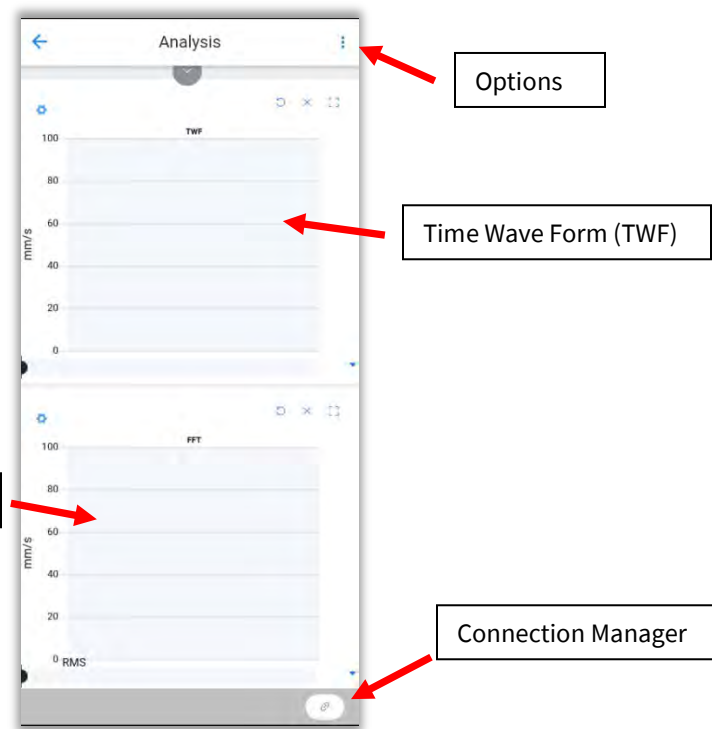 Analysis
Options
TWF
100
80
60
40
20
0
mm/s
Time Wave Form (TWF)
FFT
100
80
60
40
20
0
RMS
mm/s
Connection Manager